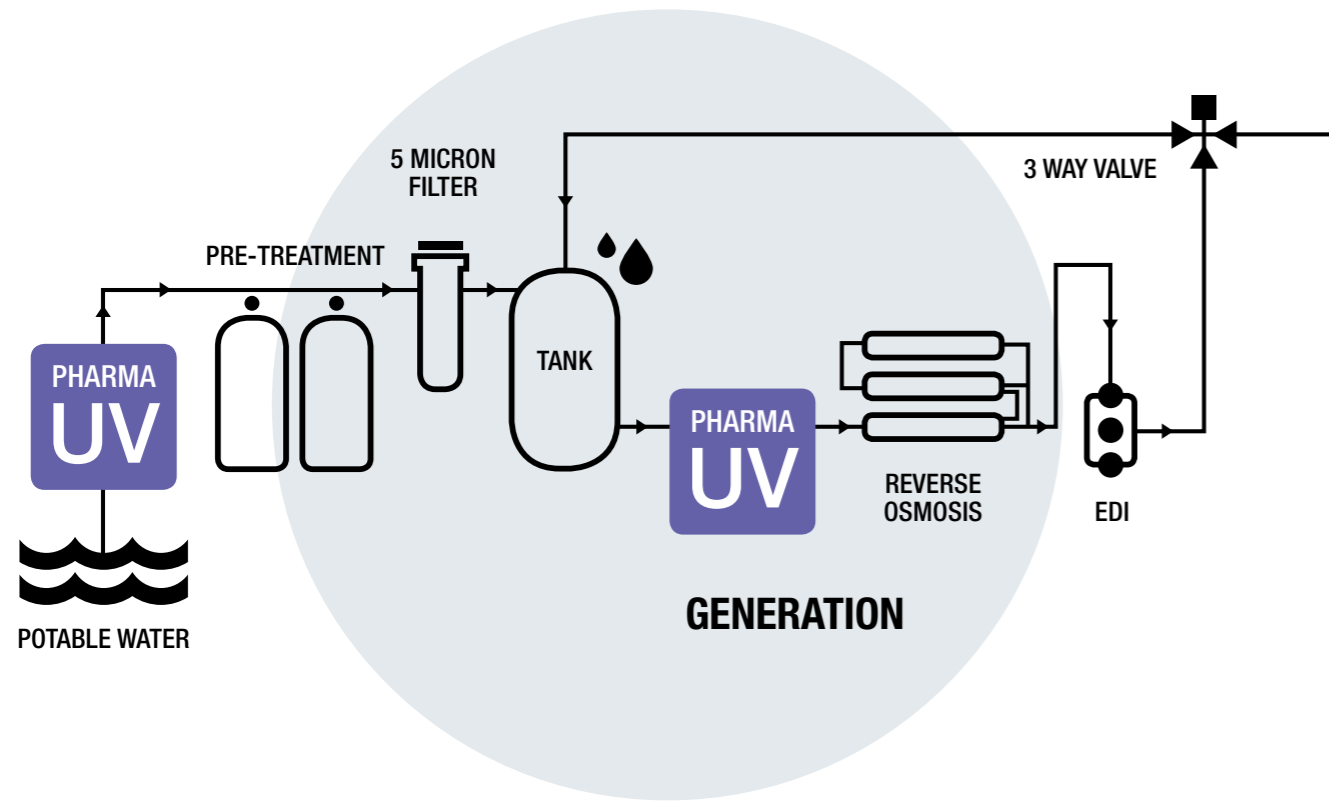 5 MICRON
FILTER
3 WAY VALVE
PRE-TREATMENT
PHARMA
UV
TANK
PHARMA
UV
REVERSE
OSMOSIS
EDI
GENERATION
POTABLE WATER